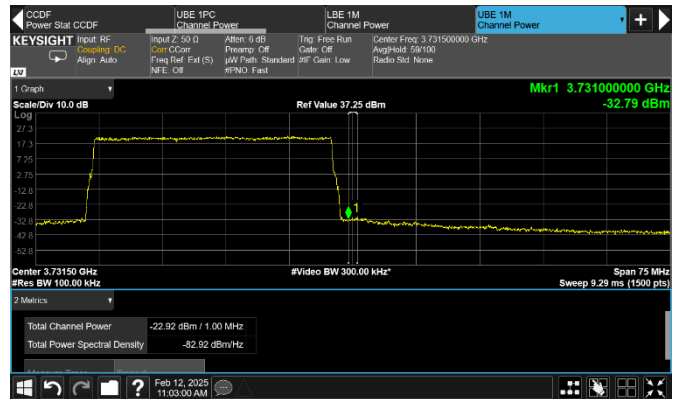 CCDF
Power Stat CCDF
UBE 1PC
Channel Power
LBE 1M
Channel Power
UBE 1M
Channel Power
KEYSIGHT
Input: RF
Coupling: DC
Align: Auto
Input Z: 50 Ω
Corr CCorr
Freq Ref: Ext (S)
NFE: Off
Atten: 6 dB
Preamp: Off
µW Path: Standard
#PNO: Fast
Trig: Free Run
Gate: Off
#IF Gain: Low
Center Freq: 3.731500000 GHz
Avg|Hold: 59/100
Radio Std: None
LXI
1 Graph
Mkr1 3.731000000 GHz
-32.79 dBm
Scale/Div 10.0 dB
Ref Value 37.25 dBm
Log
27.3
17.3
7.25
-2.75
-12.8
-22.8
-32.8
-42.8
-52.8
1
Center 3.73150 GHz
#Video BW 300.00 kHz*
Span 75 MHz
#Res BW 100.00 kHz
Sweep 9.29 ms (1500 pts)
2 Metrics
Total Channel Power
-22.92 dBm / 1.00 MHz
Total Power Spectral Density
-82.92 dBm/Hz
?
Feb 12, 2025
11:03:00 AM